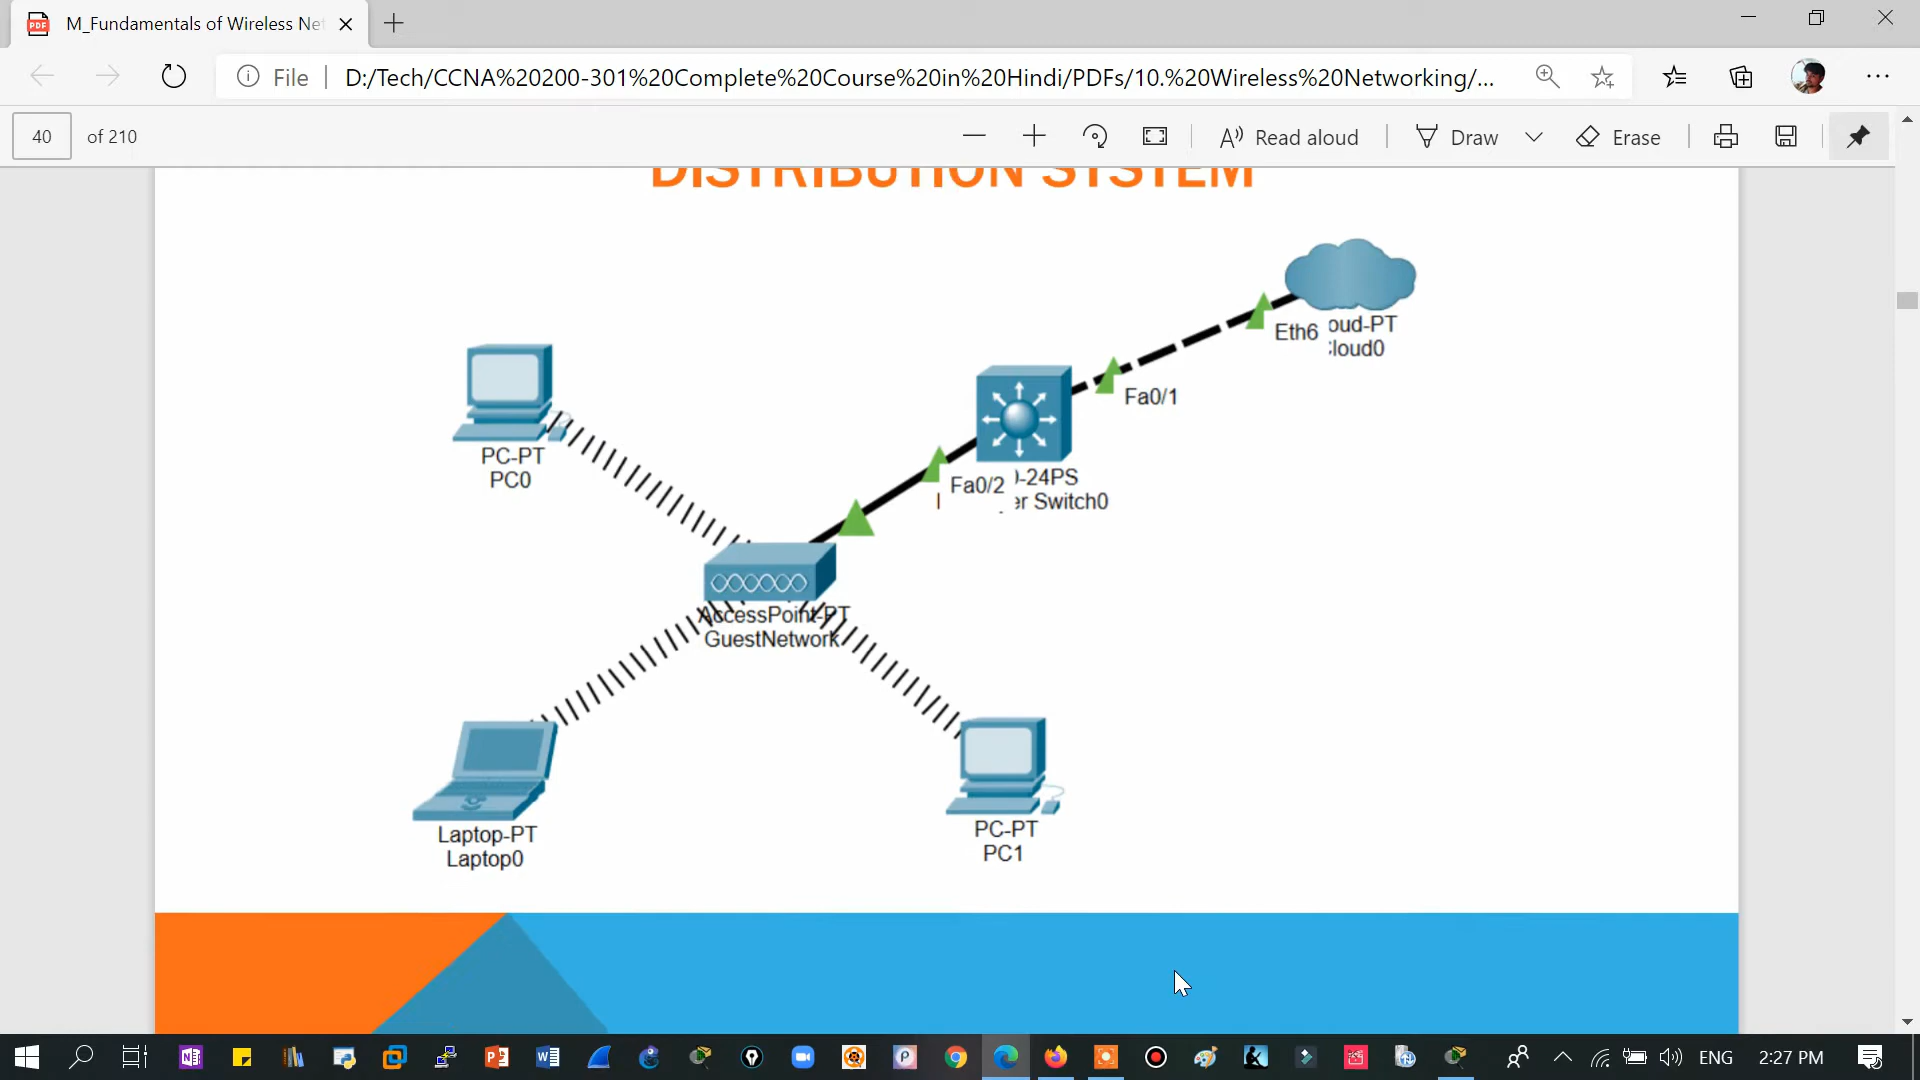 M_Fundamentals of Wireless Net
File
D:/Tech/CCNA%20200-301%20Complete%20Course%20in%20Hindi/PDFs/10.%20Wireless%20Networking/...
40 of 210
Read aloud
Draw
Erase
DISTRIBUTION SYSTEM
Eth6
oud-PT
loud0
Fa0/1
PC-PT
PC0
Fa0/2
-24PS
er Switch0
AccessPoint-PT
GuestNetwork
Laptop-PT
Laptop0
PC-PT
PC1
ENG
2:27 PM